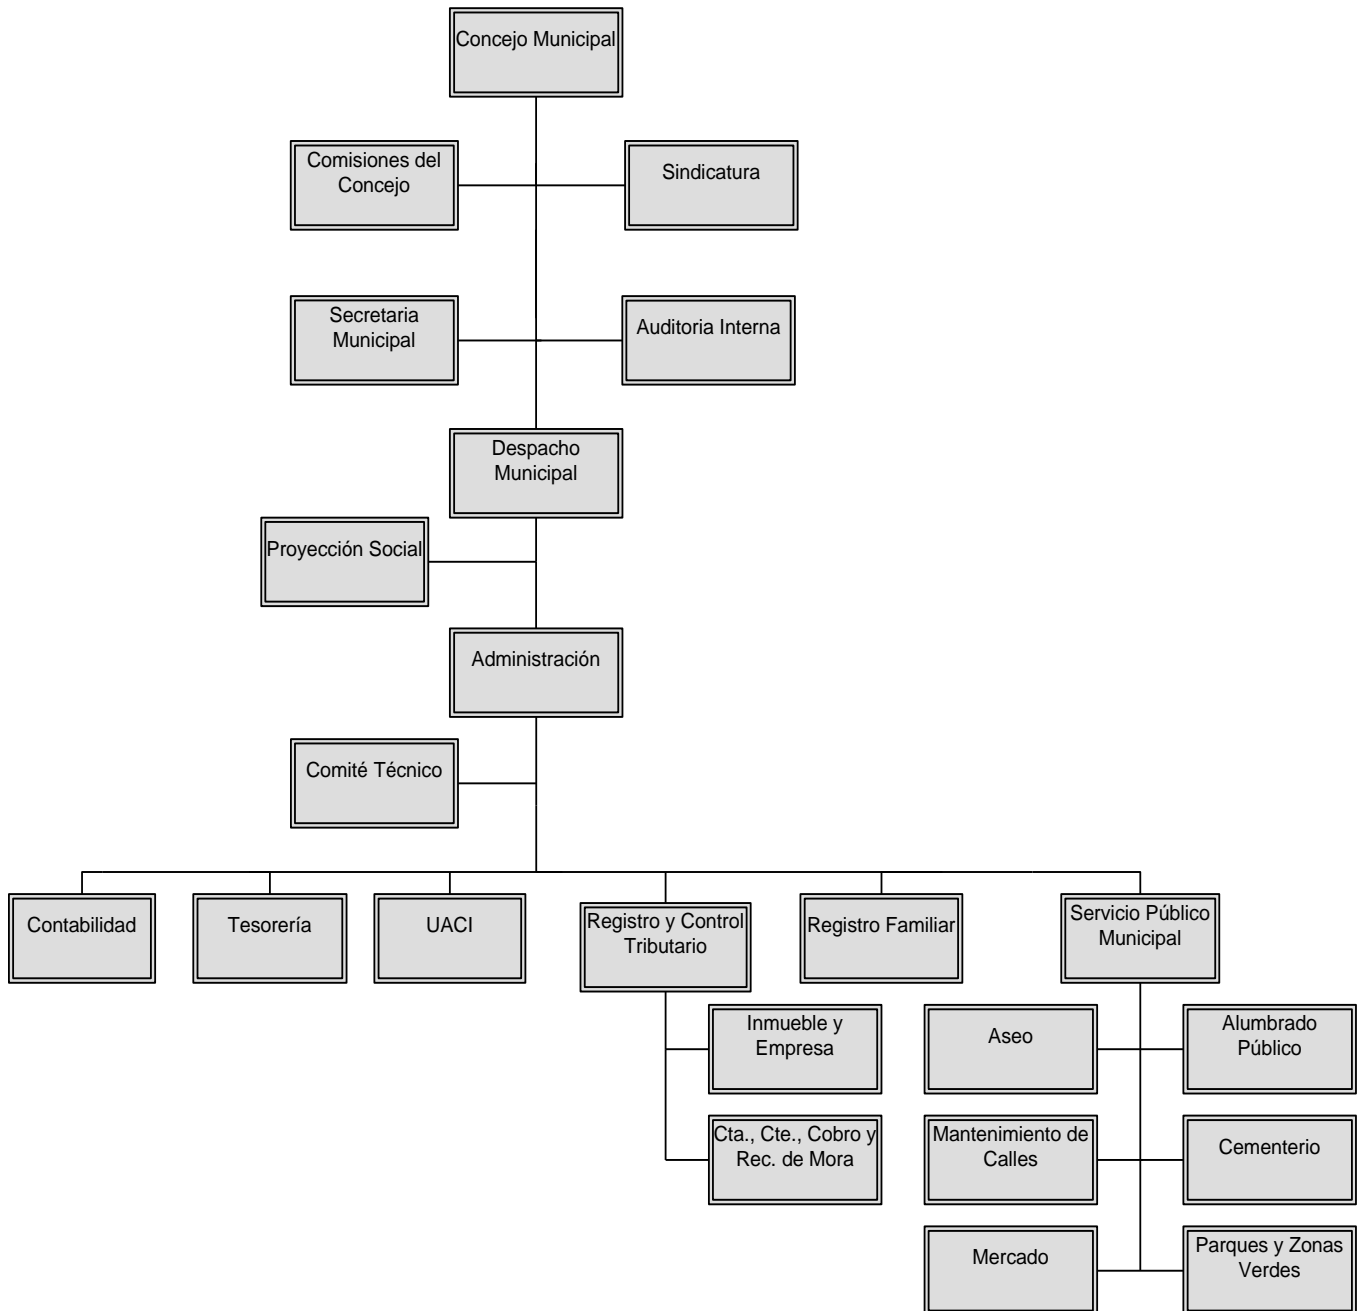 Concejo Municipal
Comisiones del
Concejo
Sindicatura
Secretaria
Municipal
Auditoria Interna
Despacho
Municipal
Proyección Social
Administración
Comité Técnico
Contabilidad
Tesorería
UACI
Registro y Control
Tributario
Registro Familiar
Servicio Público
Municipal
Inmueble y
Empresa
Aseo
Alumbrado
Público
Cta., Cte., Cobro y
Rec. de Mora
Mantenimiento de
Calles
Cementerio
Mercado
Parques y Zonas
Verdes